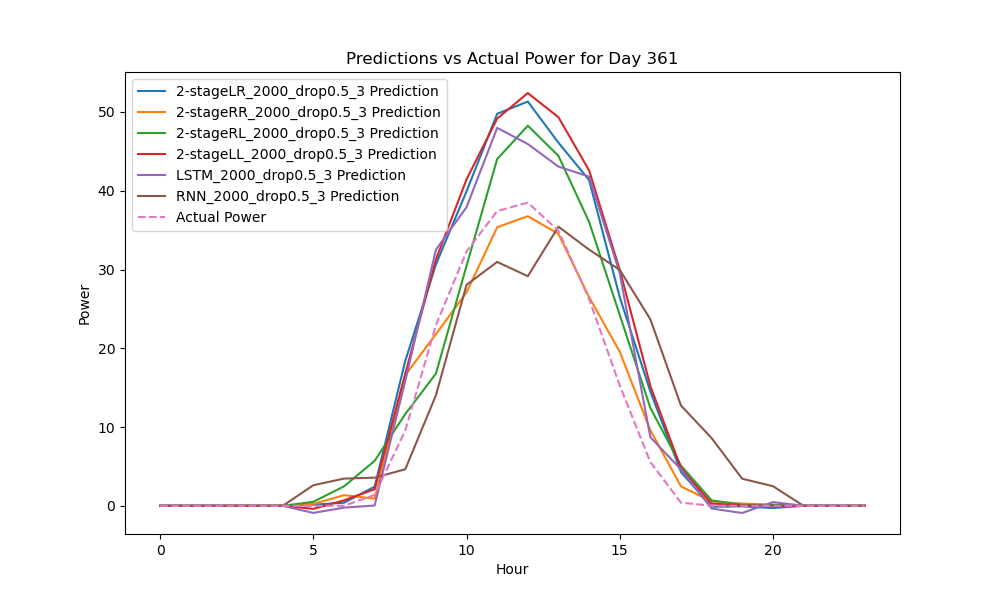 Predictions vs Actual Power for Day 361
2-stageLR_2000_drop0.5_3 Prediction
2-stageRR_2000_drop0.5_3 Prediction
2-stageRL_2000_drop0.5_3 Prediction
2-stageLL_2000_drop0.5_3 Prediction
LSTM_2000_drop0.5_3 Prediction
RNN_2000_drop0.5_3 Prediction
Actual Power
Power
50
40
30
20
10
0
0 5 10 15 20
Hour